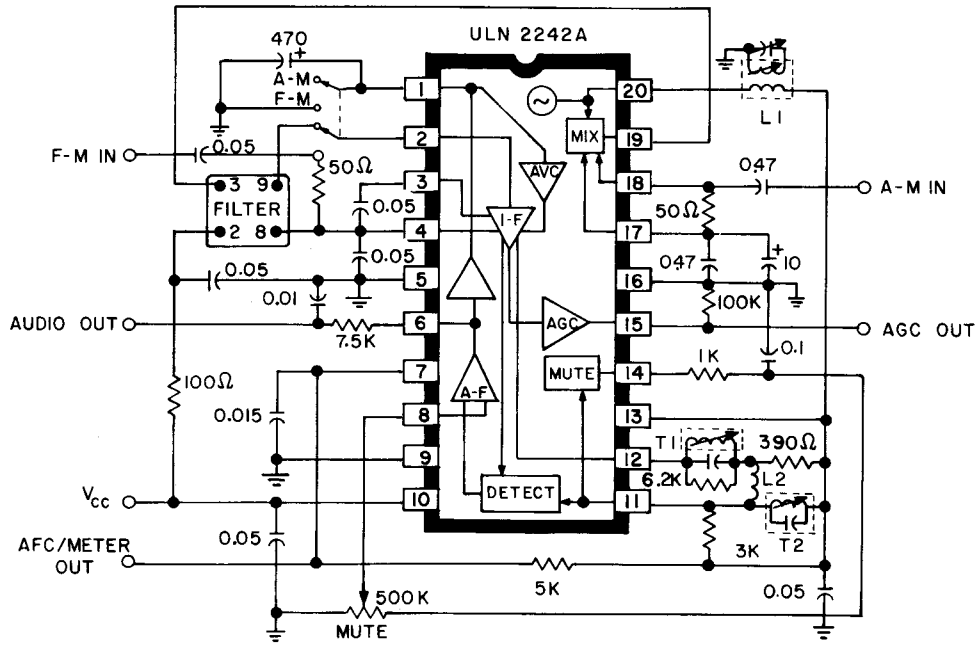 ULN 2242A
470
+
A-M
F-M
F-M IN
0.05
50Ω
3 9
FILTER
2 8
0.05
0.05
0.05
0.01
AUDIO OUT
7.5K
100Ω
0.015
VCC
0.05
AFC/METER
OUT
500K
MUTE
5K
1
2
3
4
5
6
7
8
9
10
20
19
18
17
16
15
14
13
12
11
MIX
AVC
I-F
AGC
MUTE
A-F
DETECT
L1
0.47
A-M IN
50Ω
0.47
+
10
100K
AGC OUT
0.1
1K
T1
390Ω
6.2K
L2
T2
3K
0.05